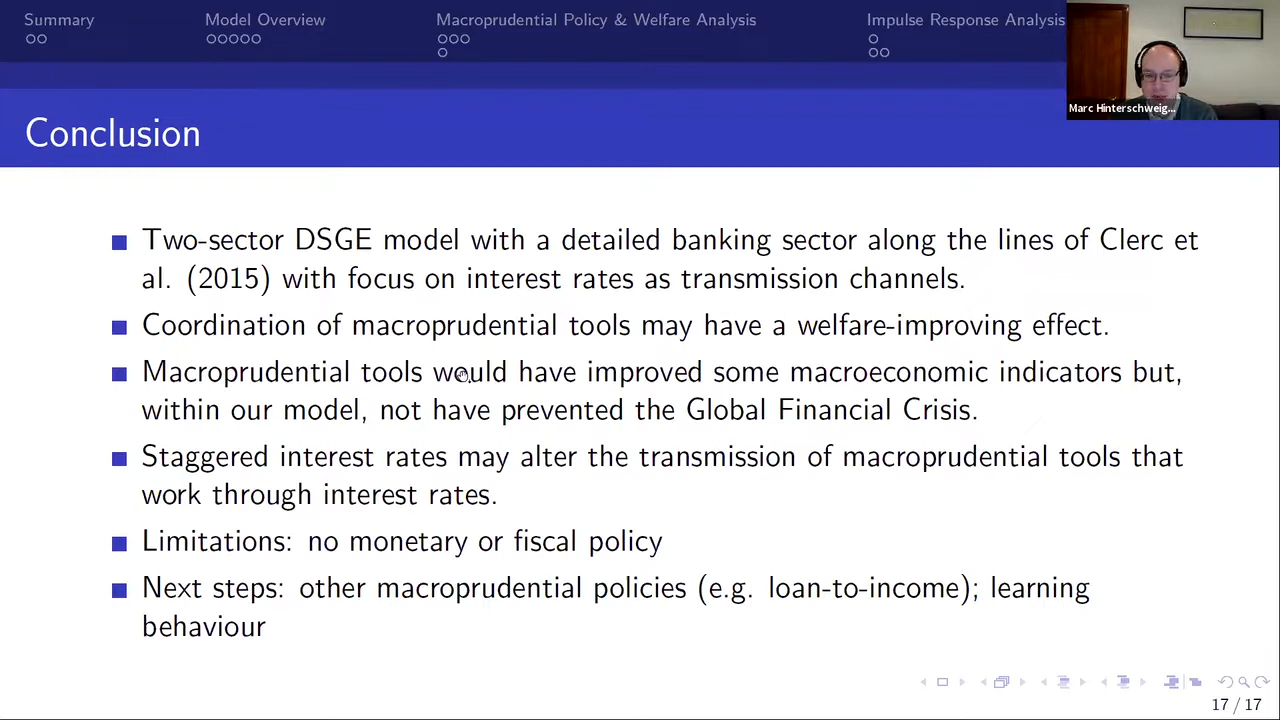 Summary
Model Overview
Macroprudential Policy & Welfare Analysis
Impulse Response Analysis
Marc Hinterschweig...
Conclusion
Two-sector DSGE model with a detailed banking sector along the lines of Clerc et
al. (2015) with focus on interest rates as transmission channels.
Coordination of macroprudential tools may have a welfare-improving effect.
Macroprudential tools would have improved some macroeconomic indicators but,
within our model, not have prevented the Global Financial Crisis.
Staggered interest rates may alter the transmission of macroprudential tools that
work through interest rates.
Limitations: no monetary or fiscal policy
Next steps: other macroprudential policies (e.g. loan-to-income); learning
behaviour
17 / 17